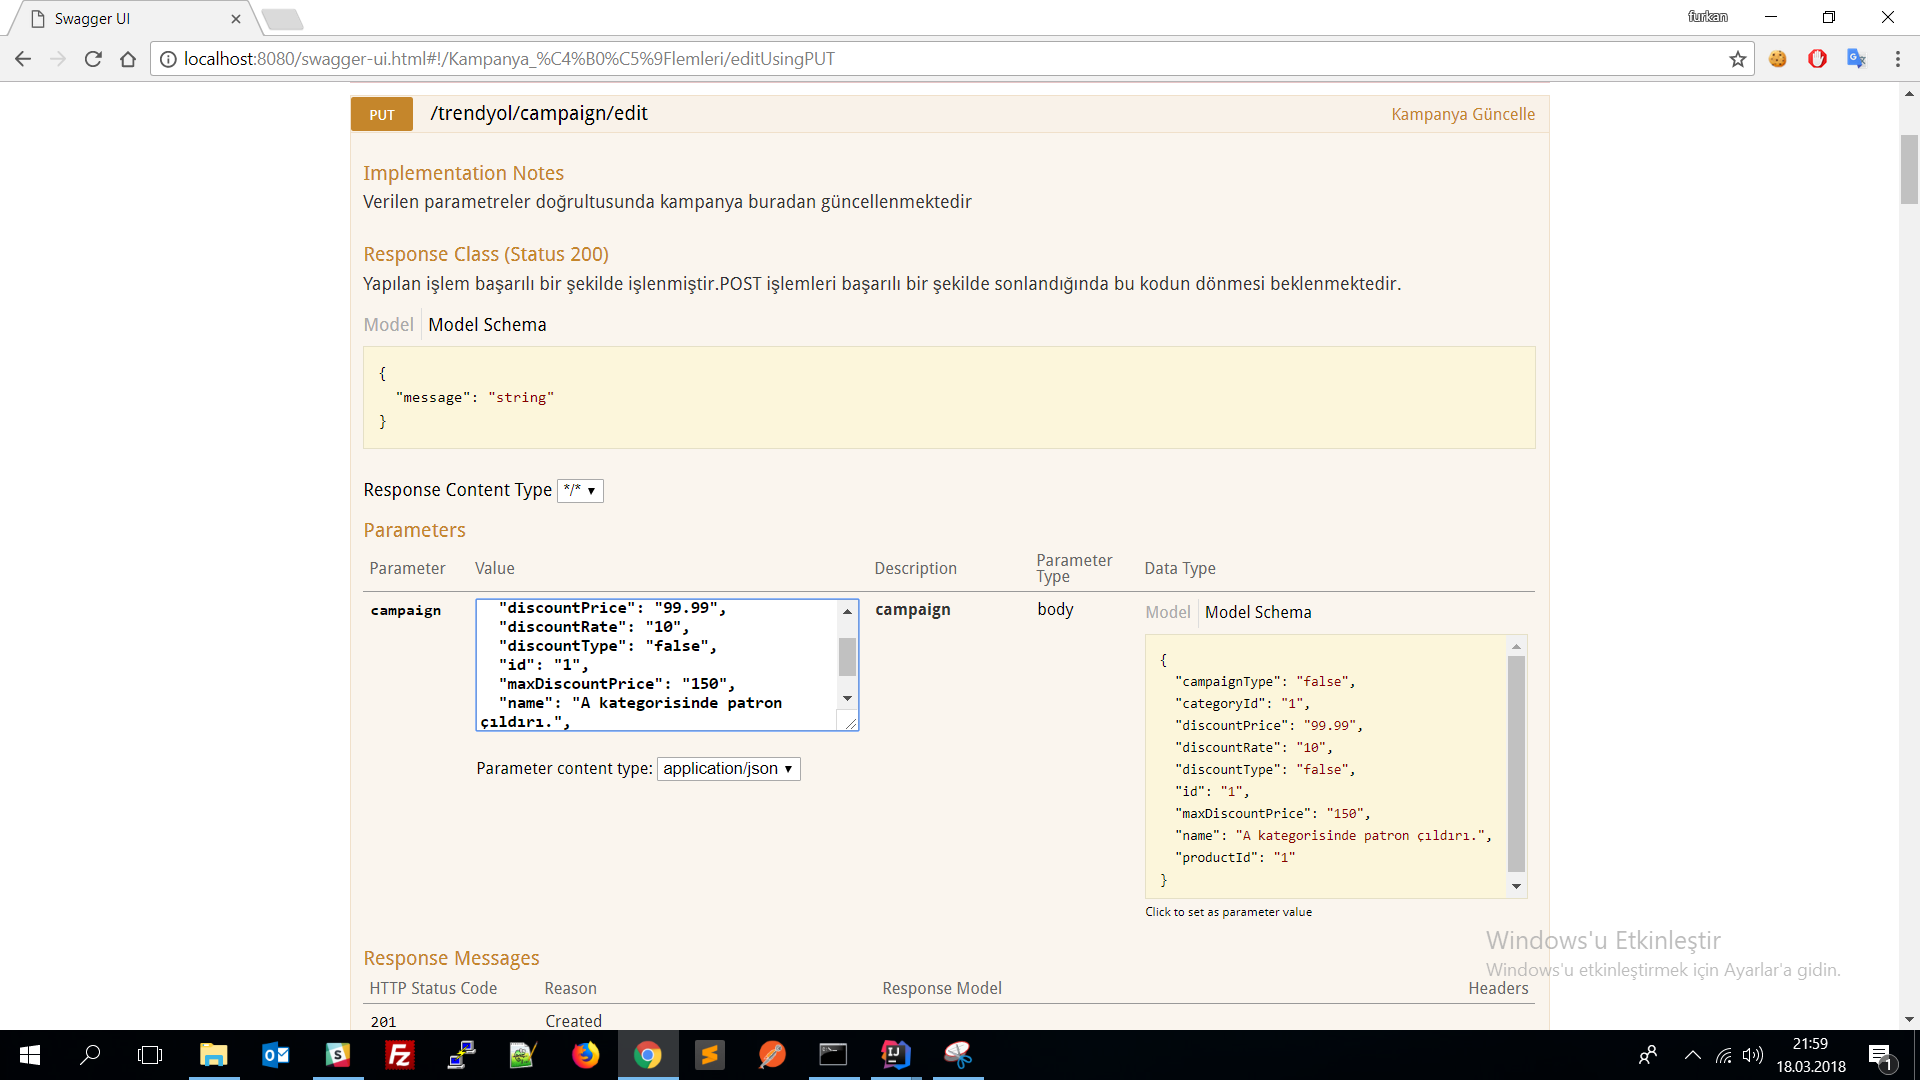 Swagger UI
furkan
localhost:8080/swagger-ui.html#!/Kampanya_%C4%B0%C5%9Flemleri/editUsingPUT
PUT /trendyol/campaign/edit Kampanya Güncelle
Implementation Notes
Verilen parametreler doğrultusunda kampanya buradan güncellenmektedir
Response Class (Status 200)
Yapılan işlem başarılı bir şekilde işlenmiştir.POST işlemleri başarılı bir şekilde sonlandığında bu kodun dönmesi beklenmektedir.
Model Model Schema
{
"message": "string"
}
Response Content Type */*
Parameters
Parameter Value Description Parameter Type Data Type
campaign
"discountPrice": "99.99",
"discountRate": "10",
"discountType": "false",
"id": "1",
"maxDiscountPrice": "150",
"name": "A kategorisinde patron
çıldırı.",
Parameter content type: application/json
campaign
body
Model Model Schema
{
"campaignType": "false",
"categoryId": "1",
"discountPrice": "99.99",
"discountRate": "10",
"discountType": "false",
"id": "1",
"maxDiscountPrice": "150",
"name": "A kategorisinde patron çıldırı.",
"productId": "1"
}
Click to set as parameter value
Windows'u Etkinleştir
Windows'u etkinleştirmek için Ayarlar'a gidin.
Response Messages
HTTP Status Code Reason Response Model Headers
201 Created
21:59
18.03.2018
1